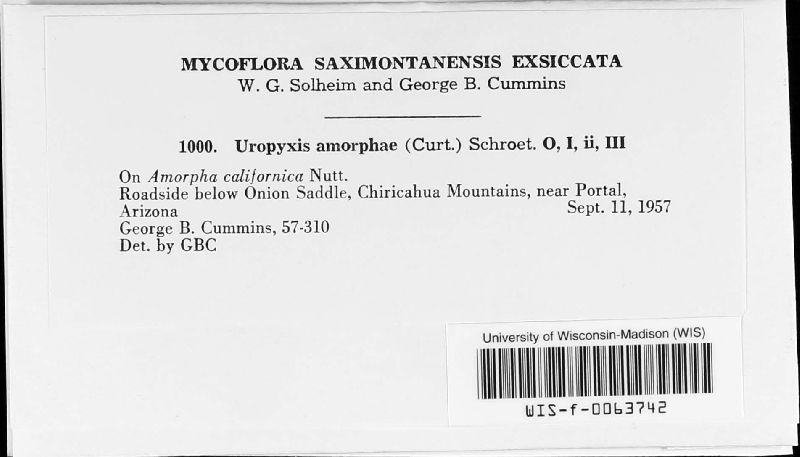 MYCOFLORA SAXIMONTANENSIS EXSICCATA
W. G. Solheim and George B. Cummins
1000. Uropyxis amorphae (Curt.) Schroet. O, I, ii, III
On Amorpha californica Nutt.
Roadside below Onion Saddle, Chiricahua Mountains, near Portal,
Arizona Sept. 11, 1957
George B. Cummins, 57-310
Det. by GBC
University of Wisconsin-Madison (WIS)
WIS-f-0063742